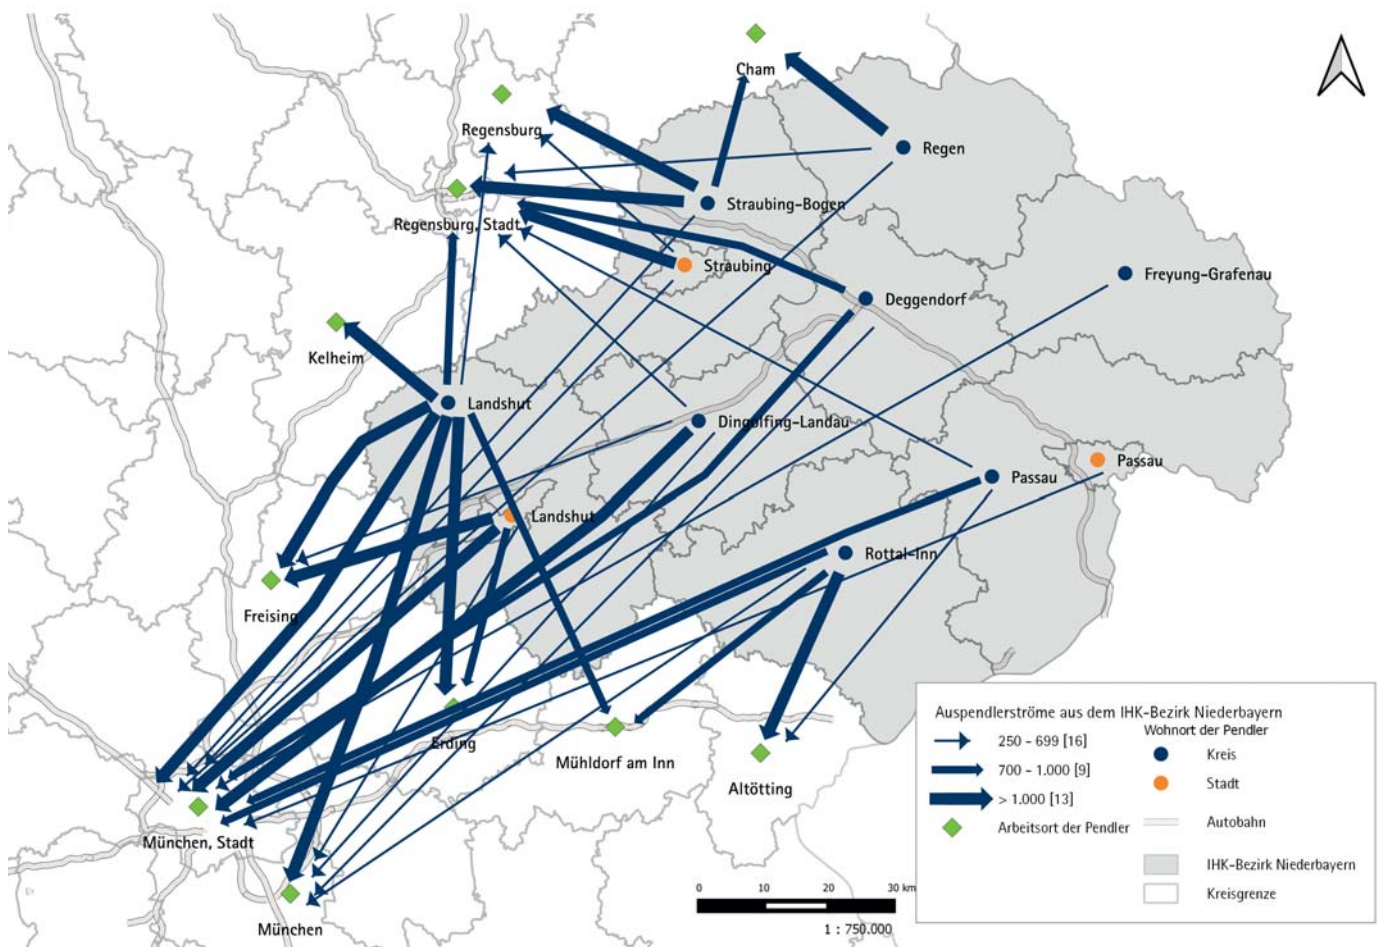 Cham
Regensburg
Regen
Straubing-Bogen
Regensburg, Stadt
Straubing
Freyung-Grafenau
Deggendorf
Kelheim
Landshut
Dingolfing-Landau
Passau
Passau
Landshut
Rottal-Inn
Freising
Erding
Mühldorf am Inn
Altötting
München, Stadt
München
0 10 20 30 km
1 : 750.000
Auspendlerströme aus dem IHK-Bezirk Niederbayern
Wohnort der Pendler
250 - 699 [16]
700 - 1.000 [9]
> 1.000 [13]
Arbeitsort der Pendler
Kreis
Stadt
Autobahn
IHK-Bezirk Niederbayern
Kreisgrenze